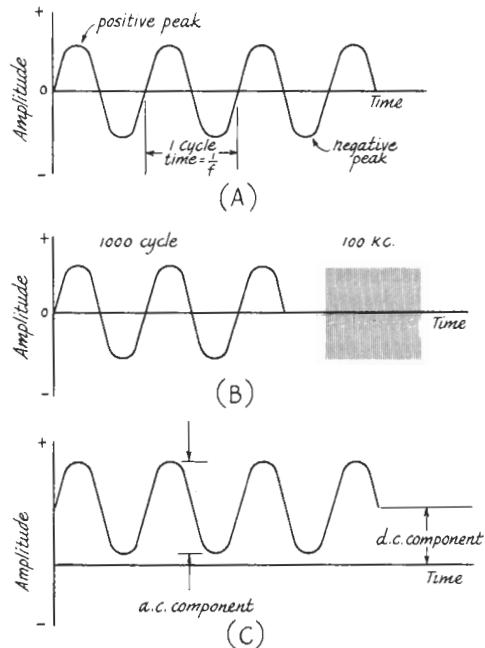 +
positive peak
Amplitude
0
Time
1 cycle
time = 1/f
negative
peak
-
(A)
+
1000 cycle
100 KC.
Amplitude
0
Time
-
(B)
+
Amplitude
d.c. component
Time
a.c. component
-
(C)